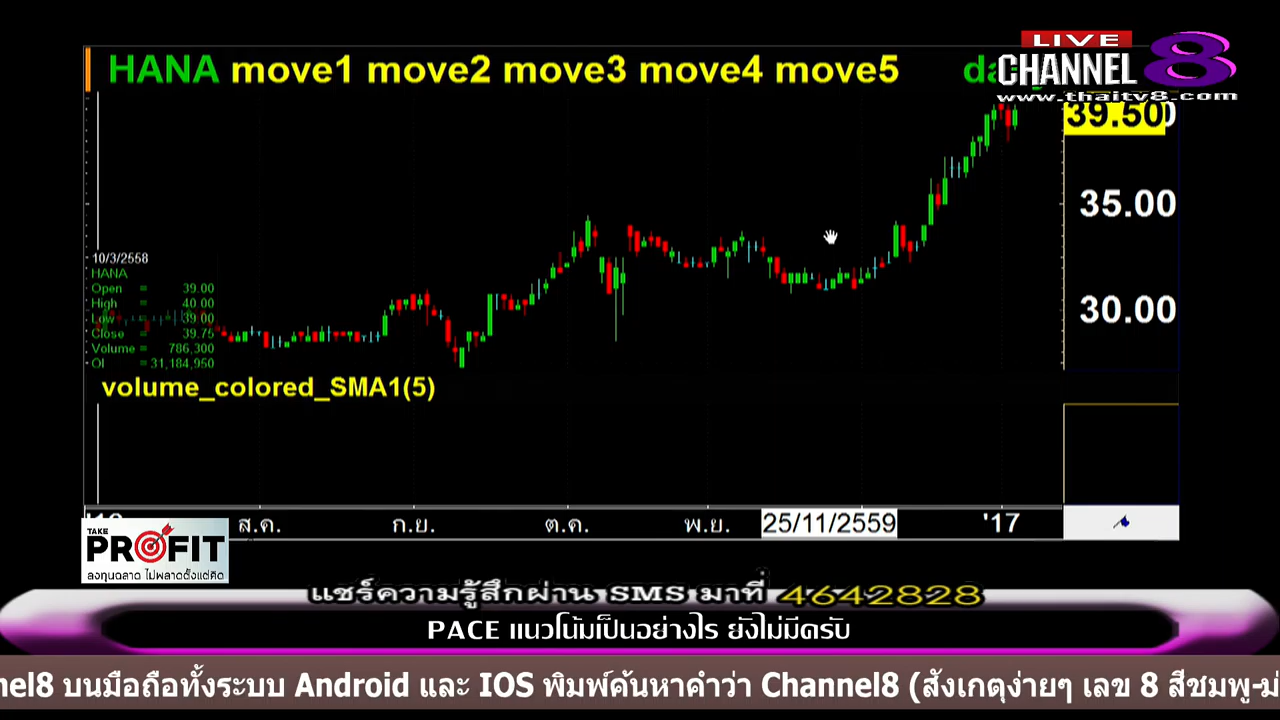 LIVE
CHANNEL 8
www.thaitv8.com
HANA move1 move2 move3 move4 move5
39.50
35.00
30.00
10/3/2558
HANA
Open = 39.00
High = 40.00
Low = 39.00
Close = 39.75
Volume = 786,300
OI = 31,184,950
volume_colored_SMA1(5)
ส.ค. ก.ย. ต.ค. พ.ย. 25/11/2559 '17
TAKE
PROFIT
ลงทุนฉลาด ไม่พลาดตั้งแต่คิด
แชร์ความรู้สึกผ่าน SMS มาที่ 4642828
PACE แนวโน้มเป็นอย่างไร ยังไม่มีครับ
nel8 บนมือถือทั้งระบบ Android และ IOS พิมพ์ค้นหาคำว่า Channel8 (สังเกตุง่ายๆ เลข 8 สีชมพู-ม่